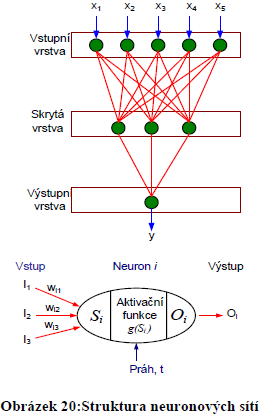 x1 x2 x3 x4 x5
Vstupní
vrstva
Skrytá
vrstva
Výstupní
vrstva
y
Vstup Neuron i Výstup
I1 wi1
I2 wi2
I3 wi3
Si
Aktivační
funkce
g(Si)
Oi
Oi
Práh, t
Obrázek 20:Struktura neuronových sítí